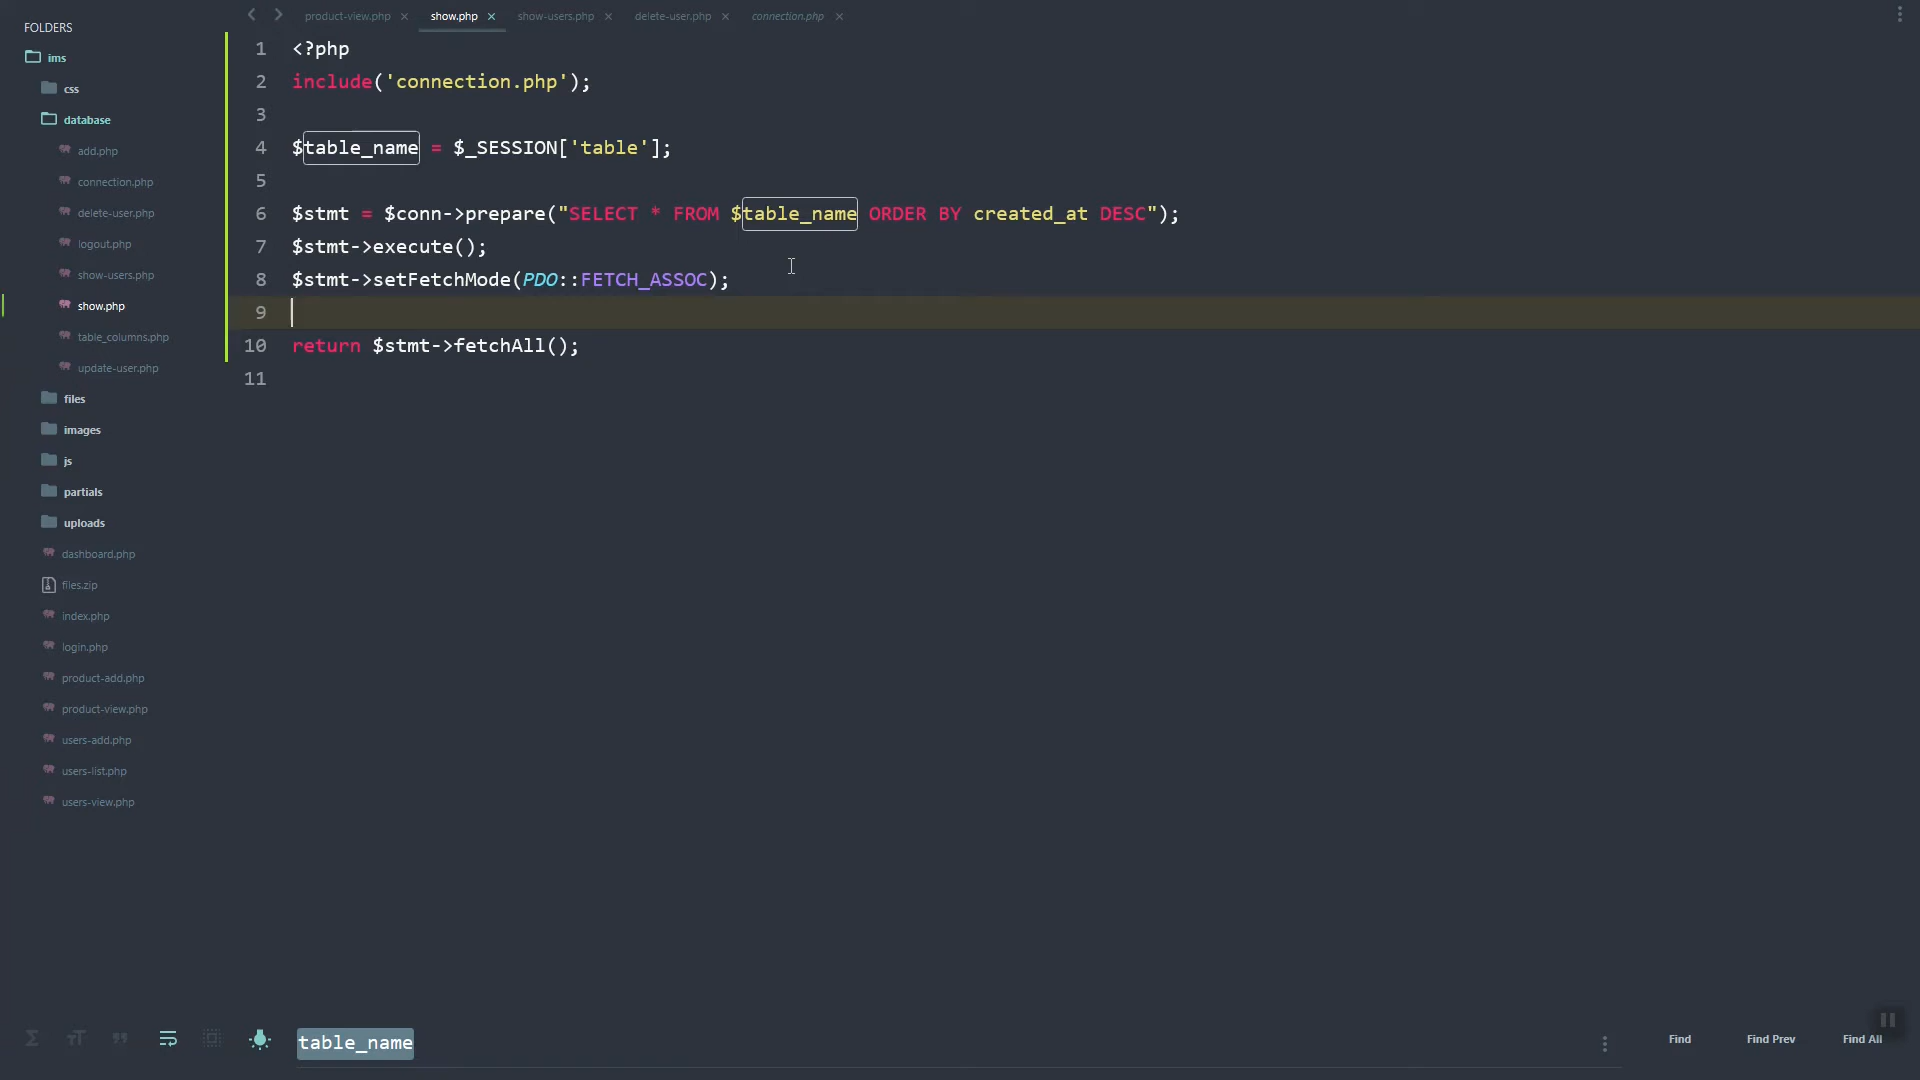 FOLDERS
ims
css
database
add.php
connection.php
delete-user.php
logout.php
show-users.php
show.php
table_columns.php
update-user.php
files
images
js
partials
uploads
dashboard.php
files.zip
index.php
login.php
product-add.php
product-view.php
users-add.php
users-list.php
users-view.php
product-view.php × show.php × show-users.php × delete-user.php × connection.php ×
1 <?php
2 include('connection.php');
3
4 $table_name = $_SESSION['table'];
5
6 $stmt = $conn->prepare("SELECT * FROM $table_name ORDER BY created_at DESC");
7 $stmt->execute();
8 $stmt->setFetchMode(PDO::FETCH_ASSOC);
9
10 return $stmt->fetchAll();
11
table_name
Find Find Prev Find All